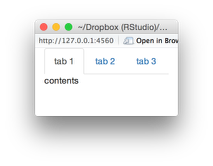 ~/Dropbox (RStudio)/...
http://127.0.0.1:4560 Open in Brow
tab 1 tab 2 tab 3
contents